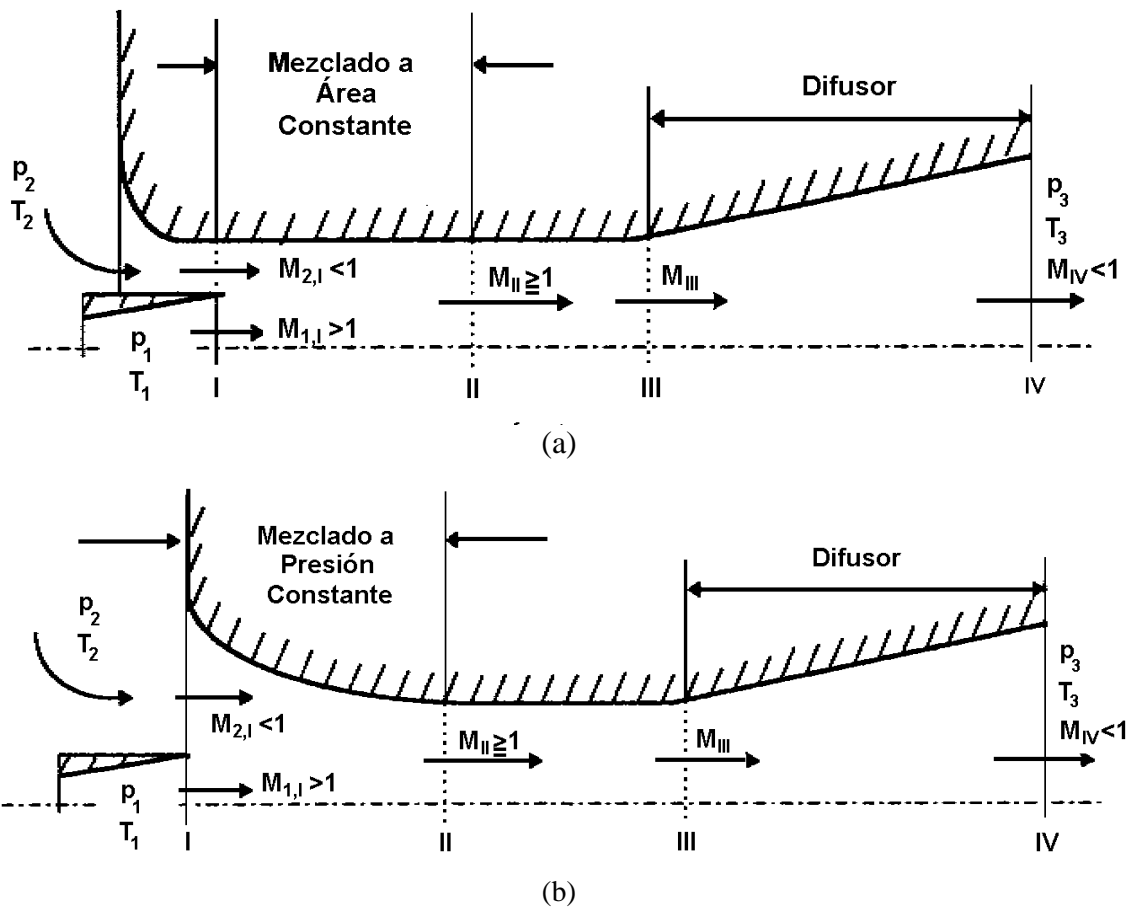 Mezclado a
Área
Constante
Difusor
p2
T2
M2,I <1
MII ≧1
MIII
p3
T3
MIV <1
M1,I >1
p1
T1
I
II
III
IV
(a)
Mezclado a
Presión
Constante
Difusor
p2
T2
M2,I <1
MII ≧1
MIII
p3
T3
MIV <1
M1,I >1
p1
T1
I
II
III
IV
(b)